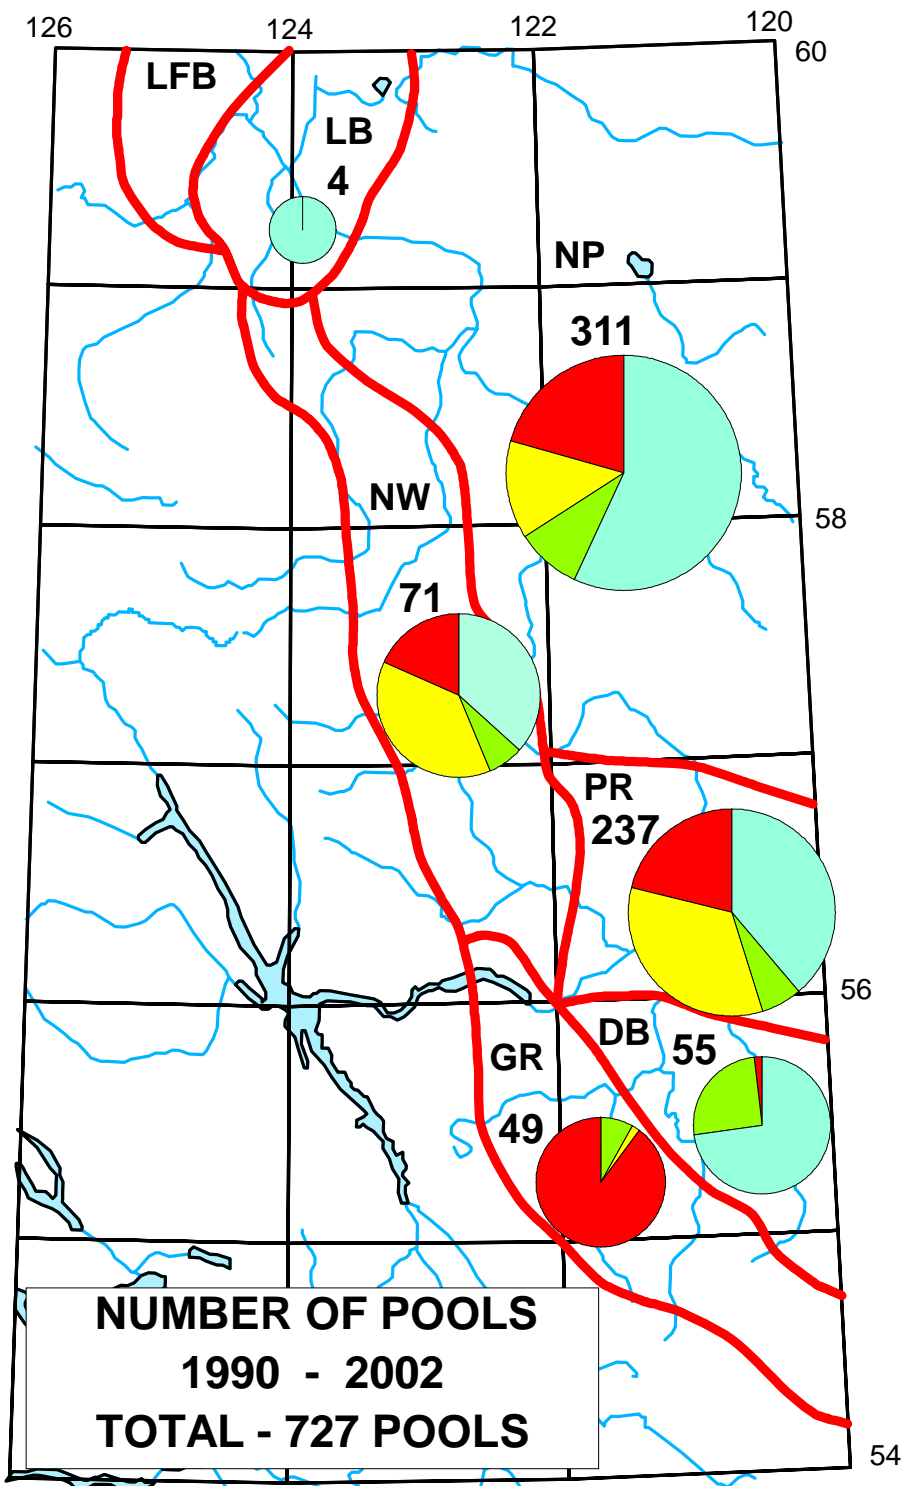 126 124 122 120
60
LFB
LB
4
NP
311
NW
58
71
PR
237
56
DB
55
GR
49
NUMBER OF POOLS
1990 - 2002
TOTAL - 727 POOLS
54